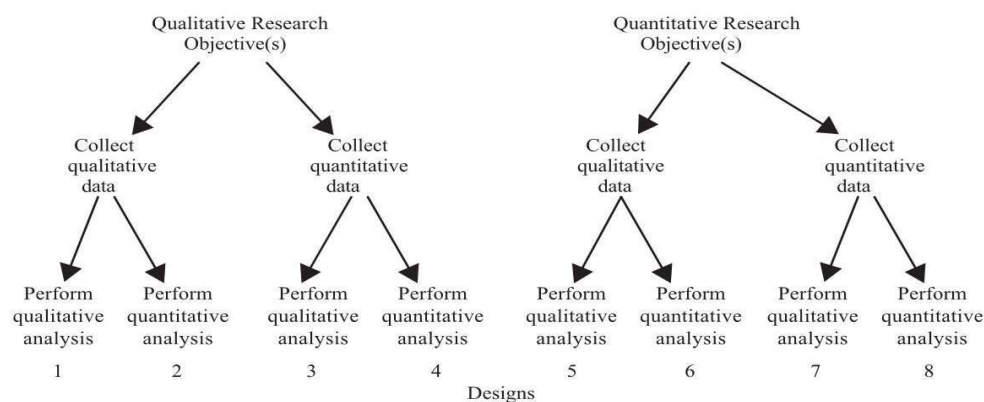 Qualitative Research
Objective(s)
Quantitative Research
Objective(s)
Collect
qualitative
data
Collect
quantitative
data
Collect
qualitative
data
Collect
quantitative
data
Perform
qualitative
analysis
1
Perform
quantitative
analysis
2
Perform
qualitative
analysis
3
Perform
quantitative
analysis
4
Perform
qualitative
analysis
5
Perform
quantitative
analysis
6
Perform
qualitative
analysis
7
Perform
quantitative
analysis
8
Designs